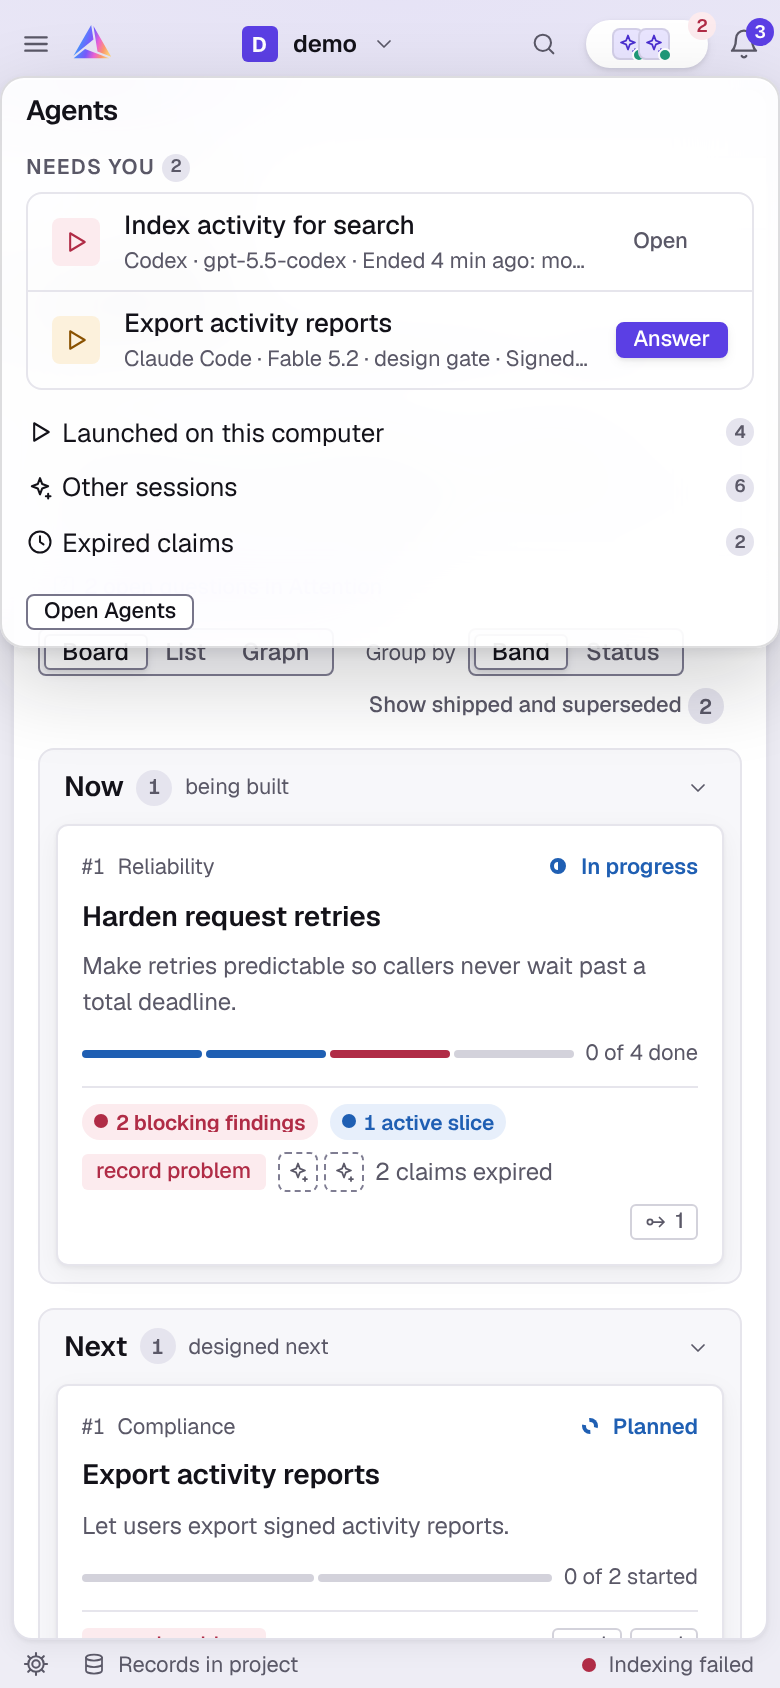 D demo
2
3
Agents
NEEDS YOU 2
Index activity for search
Codex · gpt-5.5-codex · Ended 4 min ago: mo...
Open
Export activity reports
Claude Code · Fable 5.2 · design gate · Signed...
Answer
Launched on this computer 4
Other sessions 6
Expired claims 2
Open Agents
Board List Graph Group by Band Status
Show shipped and superseded 2
Now 1 being built
#1 Reliability In progress
Harden request retries
Make retries predictable so callers never wait past a
total deadline.
0 of 4 done
2 blocking findings 1 active slice
record problem 2 claims expired
1
Next 1 designed next
#1 Compliance Planned
Export activity reports
Let users export signed activity reports.
0 of 2 started
Records in project Indexing failed